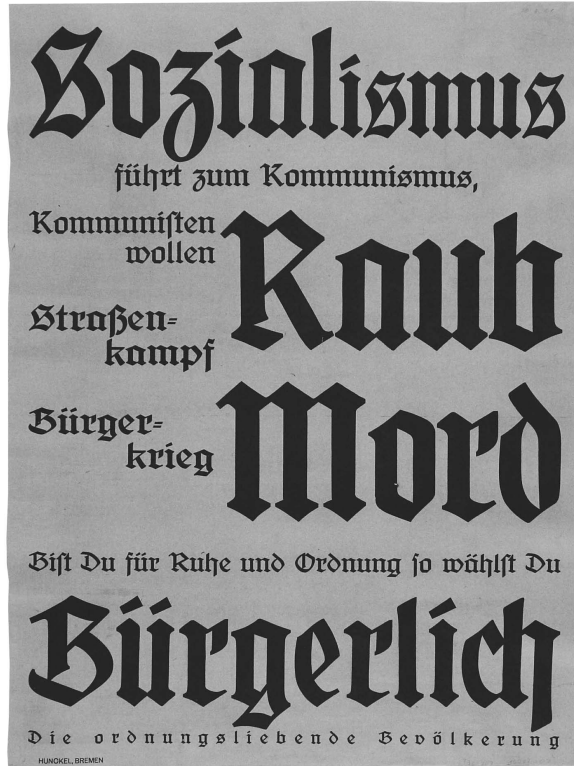 Sozialismus
führt zum Kommunismus,
Kommuniſten
wollen
Raub
Straßen-
kampf
Mord
Bürger-
krieg
Biſt Du für Ruhe und Ordnung ſo wählſt Du
Bürgerlich
Die ordnungsliebende Bevölkerung
HUNCKEL, BREMEN